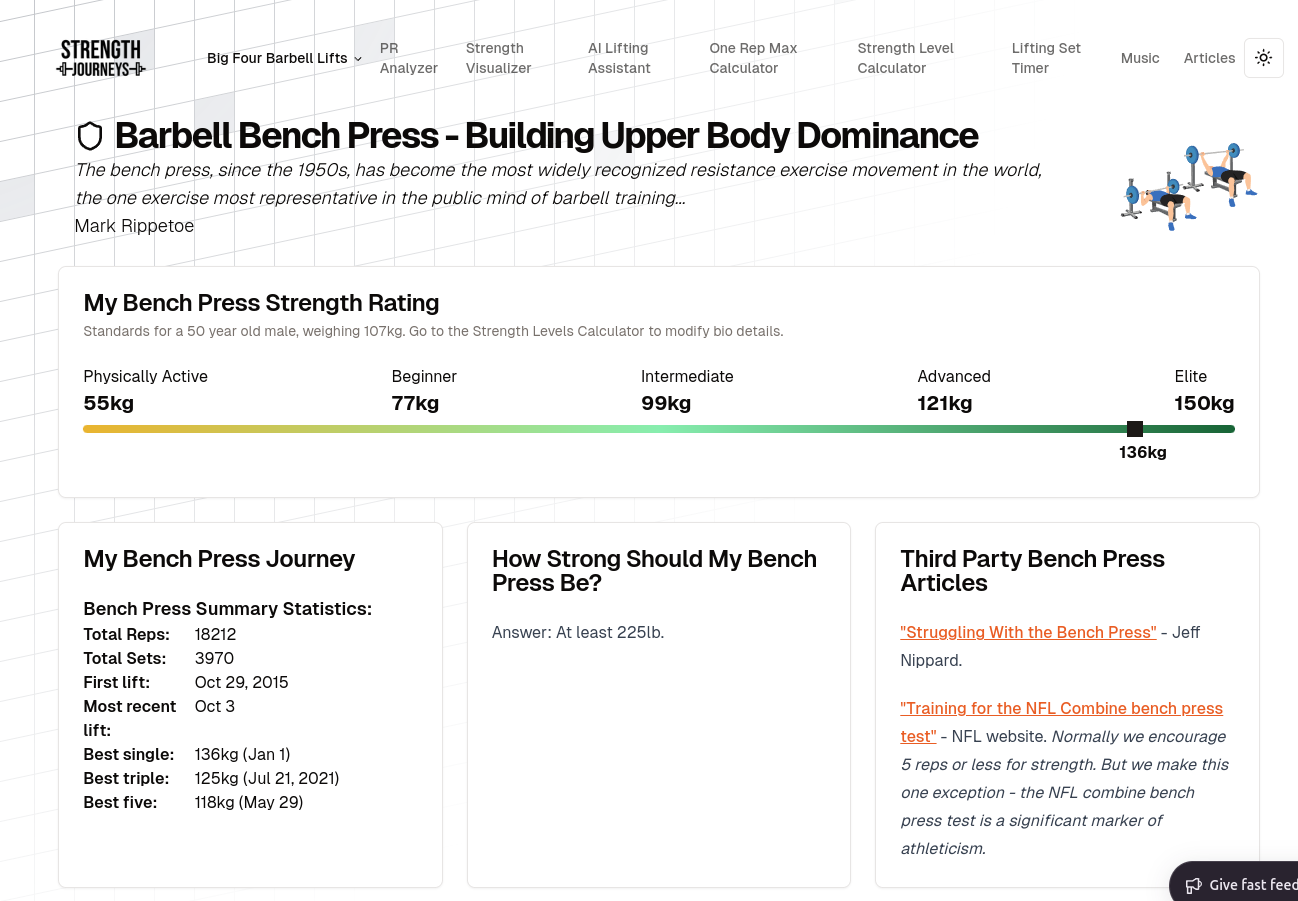 STRENGTH
JOURNEYS
Big Four Barbell Lifts
PR
Analyzer
Strength
Visualizer
AI Lifting
Assistant
One Rep Max
Calculator
Strength Level
Calculator
Lifting Set
Timer
Music
Articles
Barbell Bench Press - Building Upper Body Dominance
The bench press, since the 1950s, has become the most widely recognized resistance exercise movement in the world,
the one exercise most representative in the public mind of barbell training...
Mark Rippetoe
My Bench Press Strength Rating
Standards for a 50 year old male, weighing 107kg. Go to the Strength Levels Calculator to modify bio details.
Physically Active
55kg
Beginner
77kg
Intermediate
99kg
Advanced
121kg
Elite
150kg
136kg
My Bench Press Journey
Bench Press Summary Statistics:
Total Reps: 18212
Total Sets: 3970
First lift: Oct 29, 2015
Most recent Oct 3
lift:
Best single: 136kg (Jan 1)
Best triple: 125kg (Jul 21, 2021)
Best five: 118kg (May 29)
How Strong Should My Bench
Press Be?
Answer: At least 225lb.
Third Party Bench Press
Articles
"Struggling With the Bench Press" - Jeff
Nippard.
"Training for the NFL Combine bench press
test" - NFL website. Normally we encourage
5 reps or less for strength. But we make this
one exception - the NFL combine bench
press test is a significant marker of
athleticism.
Give fast feed